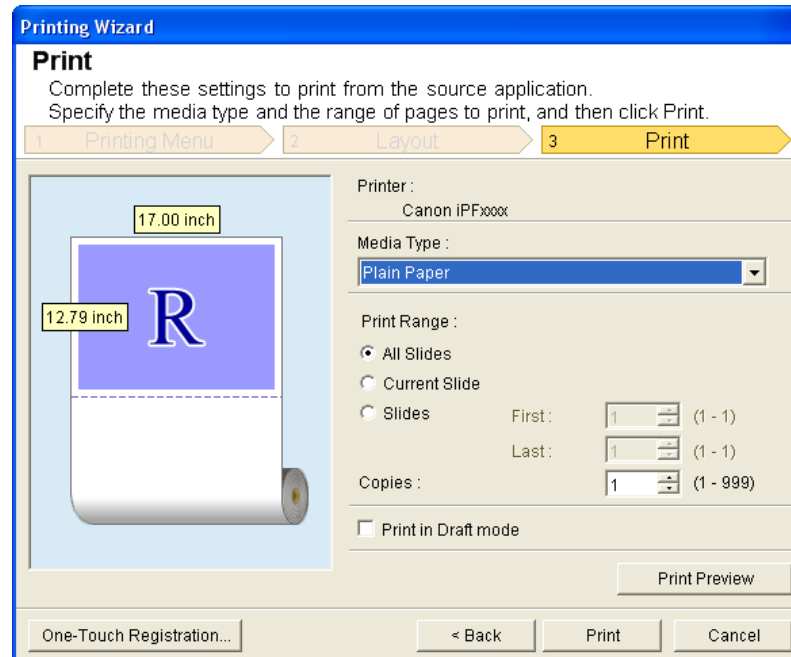 Printing Wizard
Print
Complete these settings to print from the source application.
Specify the media type and the range of pages to print, and then click Print.
1 Printing Menu 2 Layout 3 Print
17.00 inch
12.79 inch
R
Printer :
Canon iPFxxxx
Media Type :
Plain Paper
Print Range :
All Slides
Current Slide
Slides First : 1 (1 - 1)
Last : 1 (1 - 1)
Copies : 1 (1 - 999)
Print in Draft mode
Print Preview
One-Touch Registration... < Back Print Cancel